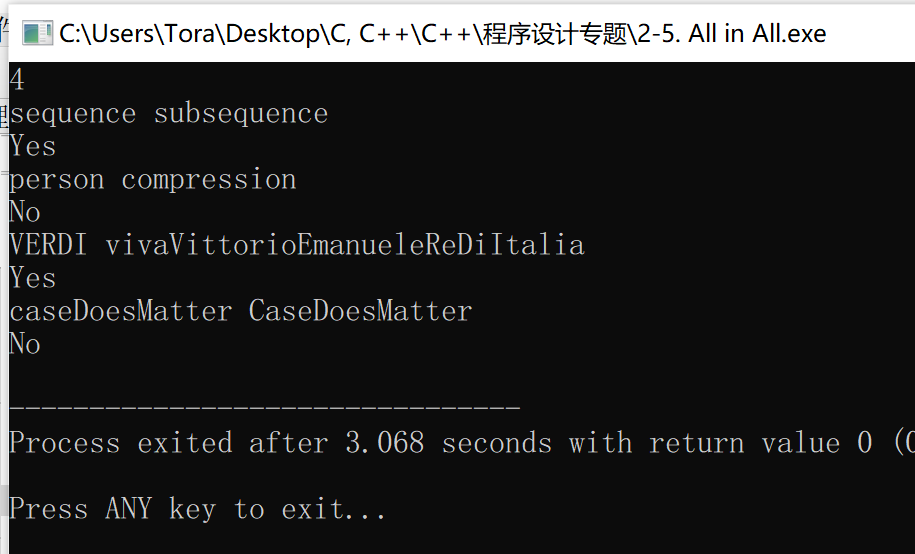 C:\Users\Tora\Desktop\C, C++\C++\程序设计专题\2-5. All in All.exe
4
sequence subsequence
Yes
person compression
No
VERDI vivaVittorioEmanueleReDiItalia
Yes
caseDoesMatter CaseDoesMatter
No
--------------------------------
Process exited after 3.068 seconds with return value 0 (
Press ANY key to exit...